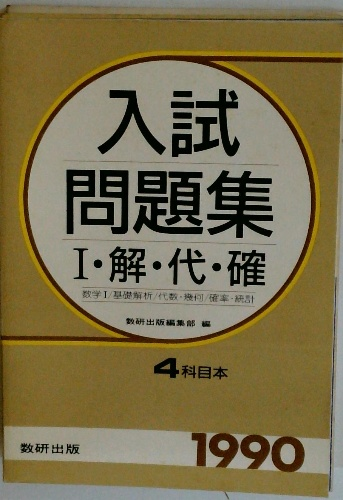 入試
問題集
I・解・代・確
数学I/基礎解析/代数・幾何/確率・統計
数研出版編集部 編
4科目本
数研出版
1990